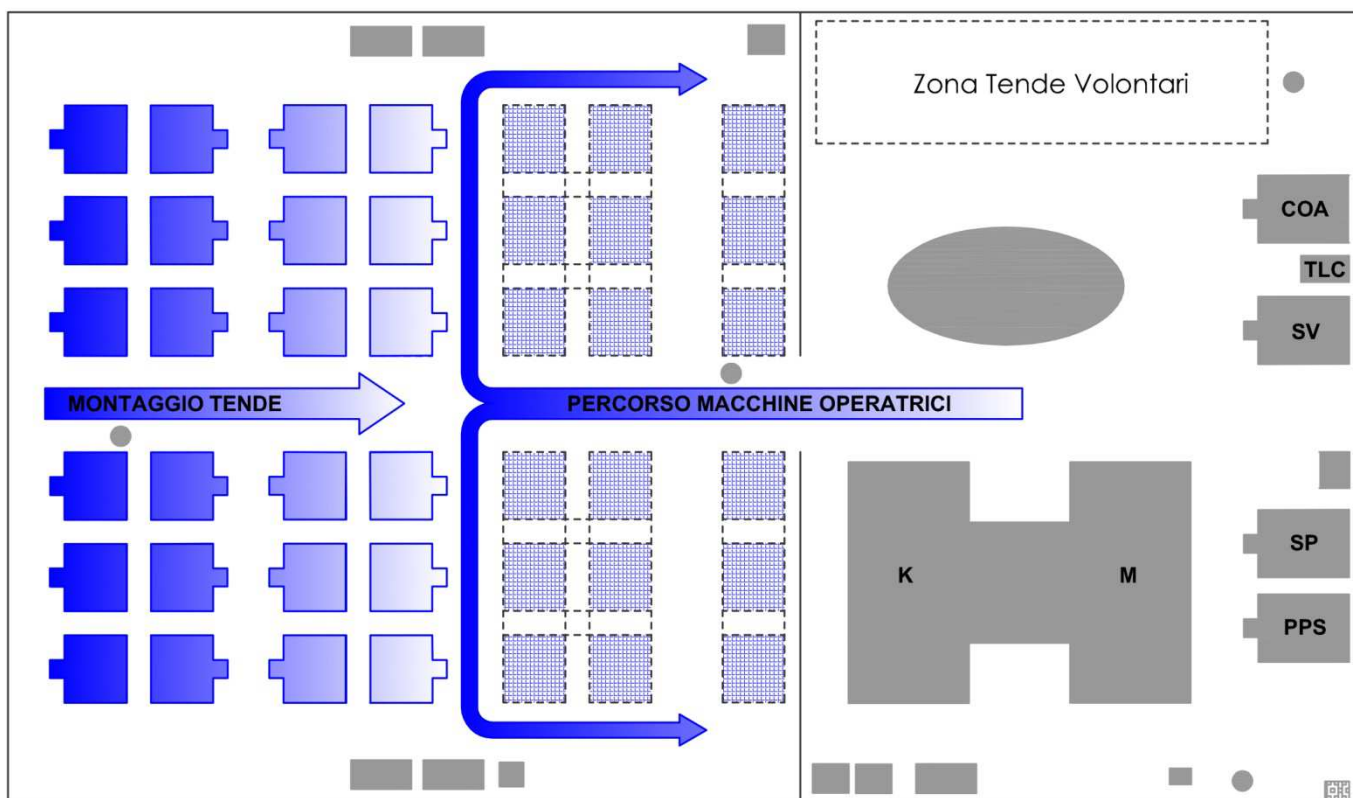 Zona Tende Volontari
COA
TLC
SV
MONTAGGIO TENDE
PERCORSO MACCHINE OPERATRICI
K
M
SP
PPS